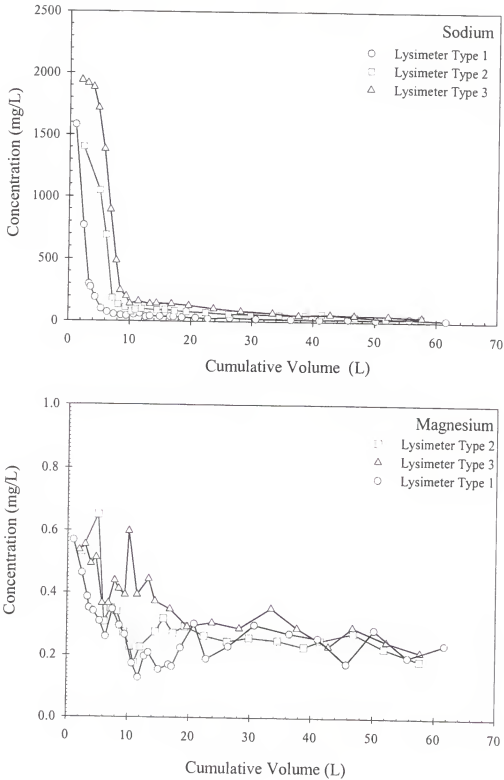 2500
2000
1500
1000
500
0
Concentration (mg/L)
Sodium
Lysimeter Type 1
Lysimeter Type 2
Lysimeter Type 3
0 10 20 30 40 50 60 70
Cumulative Volume (L)
1.0
0.8
0.6
0.4
0.2
0.0
Concentration (mg/L)
Magnesium
Lysimeter Type 2
Lysimeter Type 3
Lysimeter Type 1
0 10 20 30 40 50 60 70
Cumulative Volume (L)